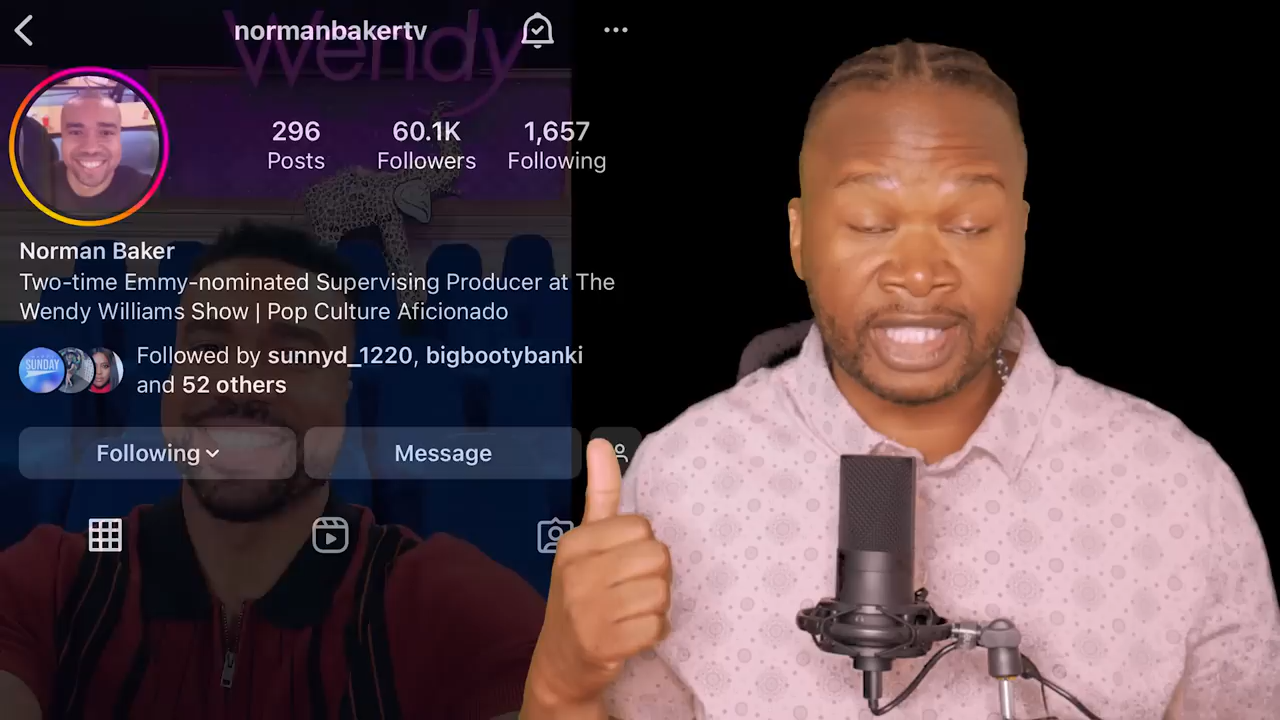 wendy
normanbakertv
296
60.1K
1,657
Posts
Followers
Following
Norman Baker
Two-time Emmy-nominated Supervising Producer at The
Wendy Williams Show | Pop Culture Aficionado
SUNDAY
Followed by sunnyd_1220, bigbootybanki
and 52 others
Following
Message